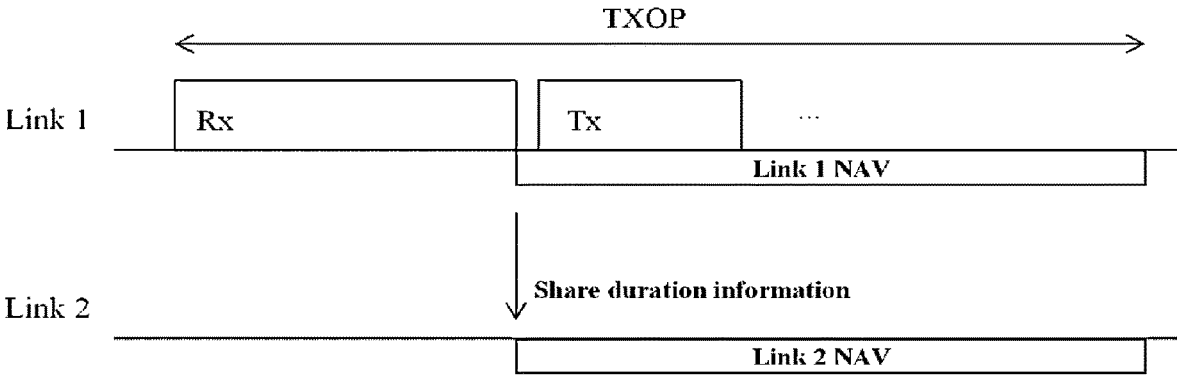 TXOP
Link 1
Rx
Tx
...
Link 1 NAV
Share duration information
Link 2
Link 2 NAV